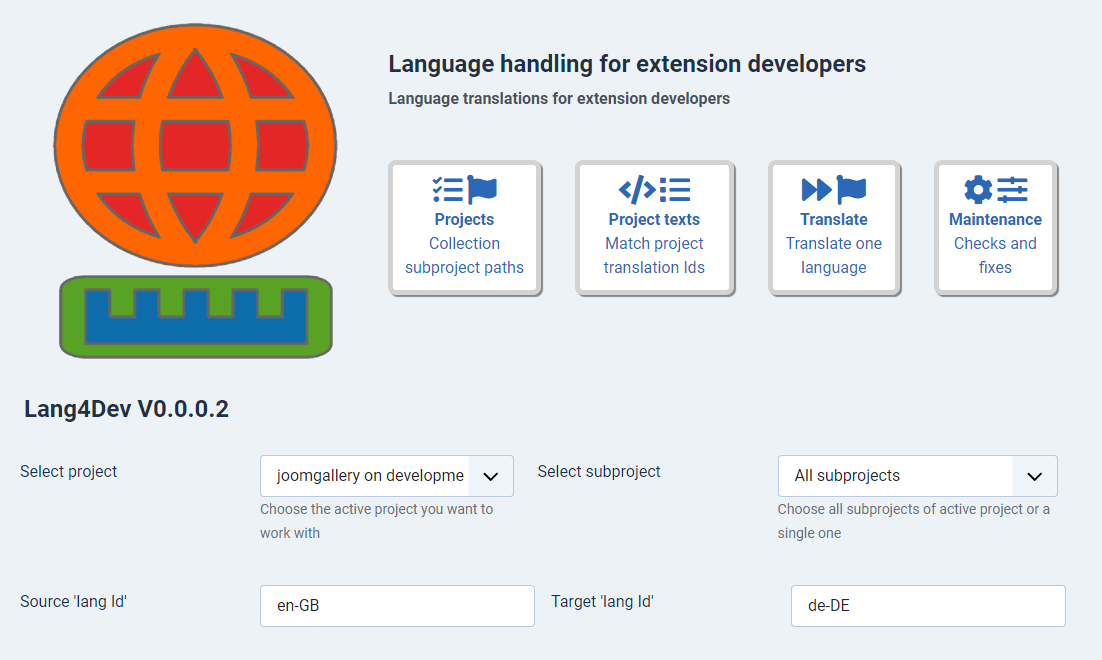 Language handling for extension developers
Language translations for extension developers
Projects
Collection
subproject paths
Project texts
Match project
translation Ids
Translate
Translate one
language
Maintenance
Checks and
fixes
Lang4Dev V0.0.0.2
Select project
joomgallery on developme
Choose the active project you want to
work with
Select subproject
All subprojects
Choose all subprojects of active project or a
single one
Source 'lang Id'
en-GB
Target 'lang Id'
de-DE